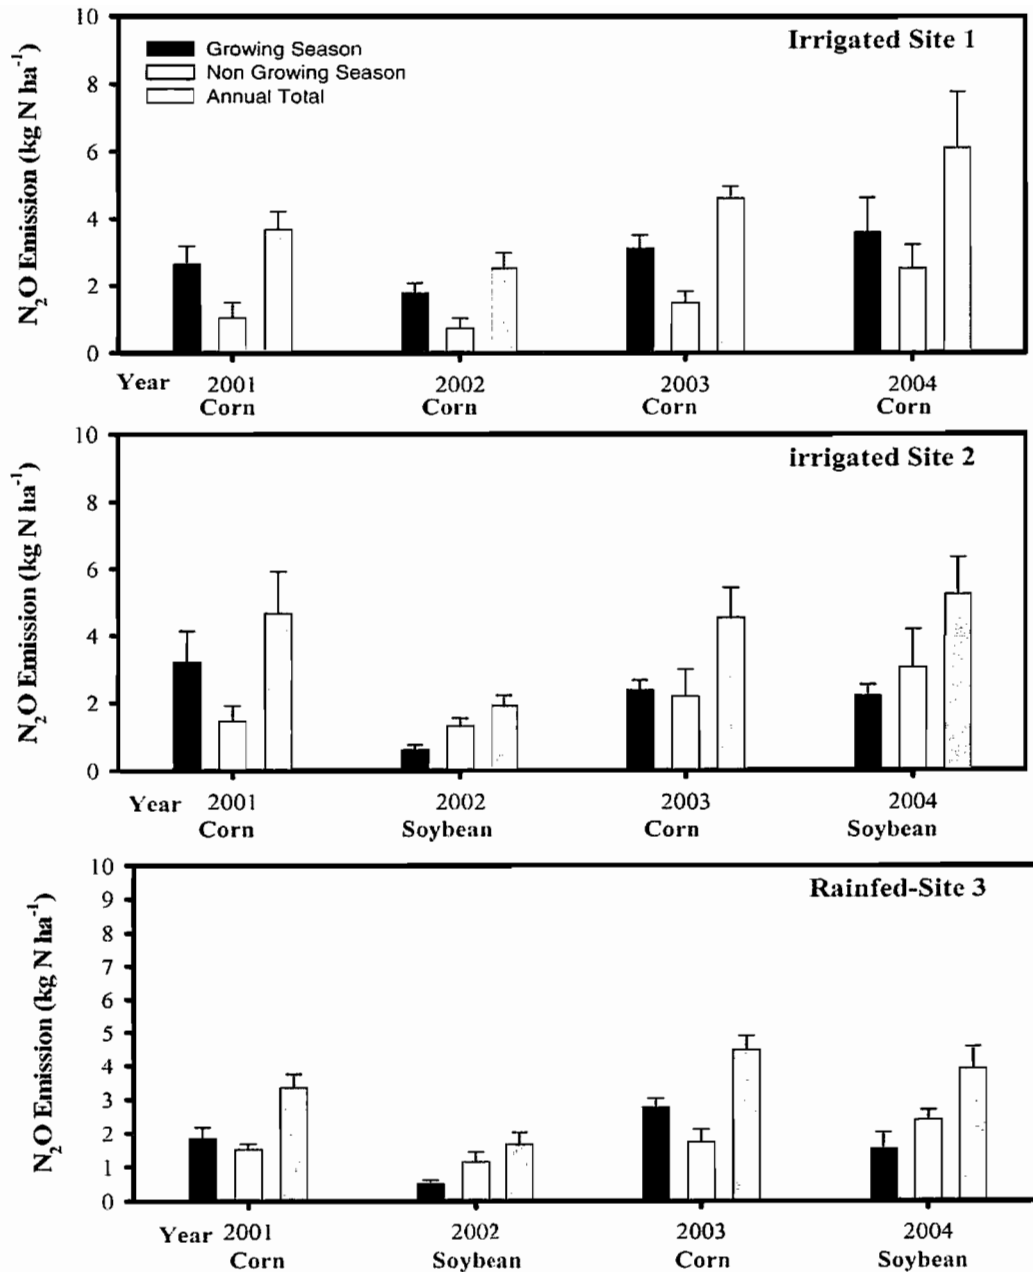 10
8
6
4
2
0
N₂O Emission (kg N ha⁻¹)
Irrigated Site 1
Growing Season
Non Growing Season
Annual Total
Year 2001 2002 2003 2004
Corn Corn Corn Corn
10
8
6
4
2
0
N₂O Emission (kg N ha⁻¹)
irrigated Site 2
Year 2001 2002 2003 2004
Corn Soybean Corn Soybean
10
9
8
7
6
5
4
3
2
1
0
N₂O Emission (kg N ha⁻¹)
Rainfed-Site 3
Year 2001 2002 2003 2004
Corn Soybean Corn Soybean